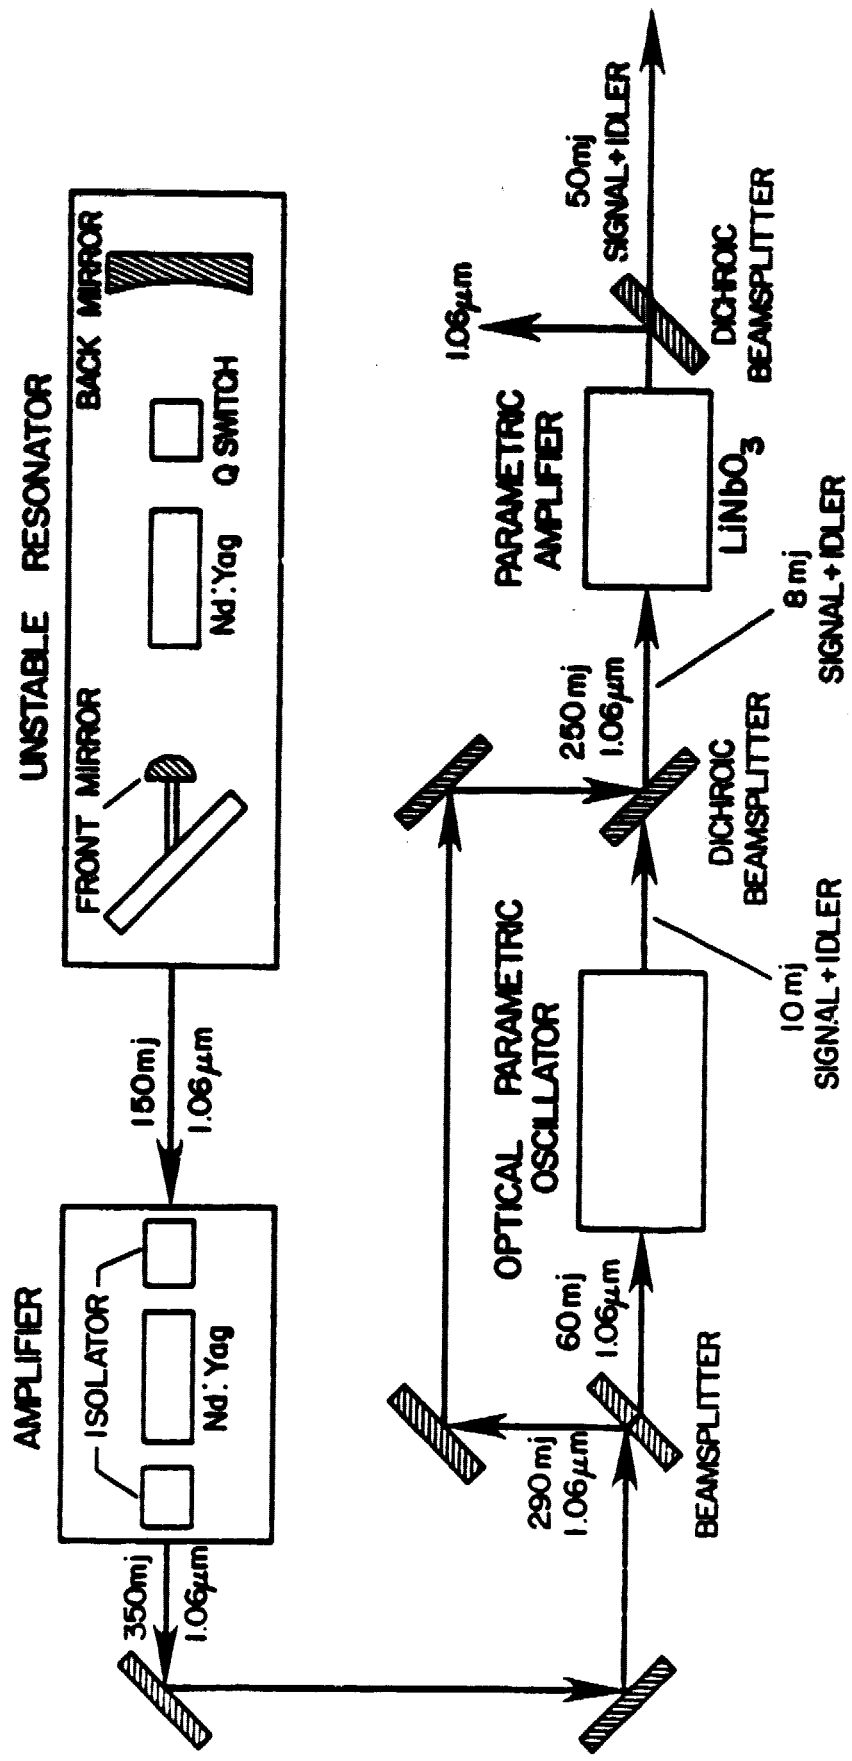 UNSTABLE RESONATOR
FRONT MIRROR
BACK MIRROR
Nd:Yag
Q SWITCH
AMPLIFIER
ISOLATOR
Nd:Yag
150mj
1.06μm
350mj
1.06μm
290mj
1.06μm
BEAMSPLITTER
60mj
1.06μm
OPTICAL PARAMETRIC
OSCILLATOR
10mj
SIGNAL+IDLER
DICHROIC
BEAMSPLITTER
250mj
1.06μm
8mj
SIGNAL+IDLER
PARAMETRIC
AMPLIFIER
LiNbO3
1.06μm
DICHROIC
BEAMSPLITTER
50mj
SIGNAL+IDLER